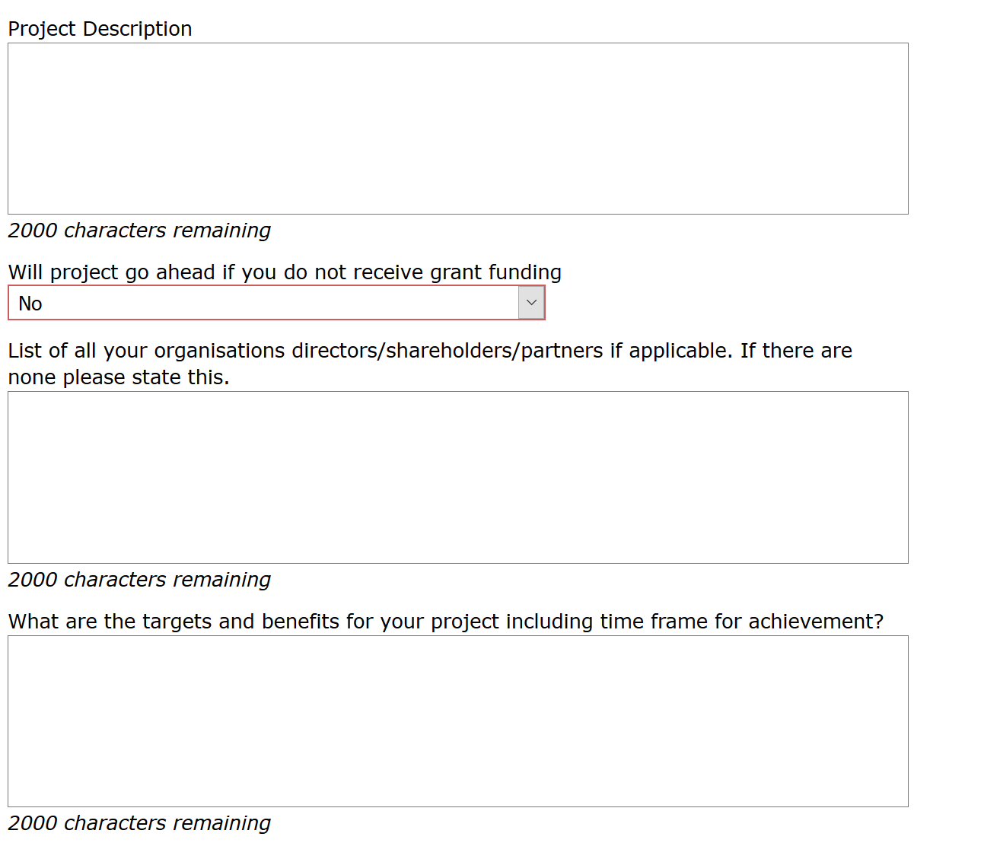 Project Description
2000 characters remaining
Will project go ahead if you do not receive grant funding
No
List of all your organisations directors/shareholders/partners if applicable. If there are
none please state this.
2000 characters remaining
What are the targets and benefits for your project including time frame for achievement?
2000 characters remaining